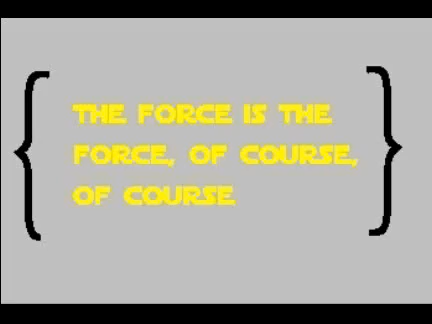 THE FORCE IS THE
FORCE, OF COURSE,
OF COURSE